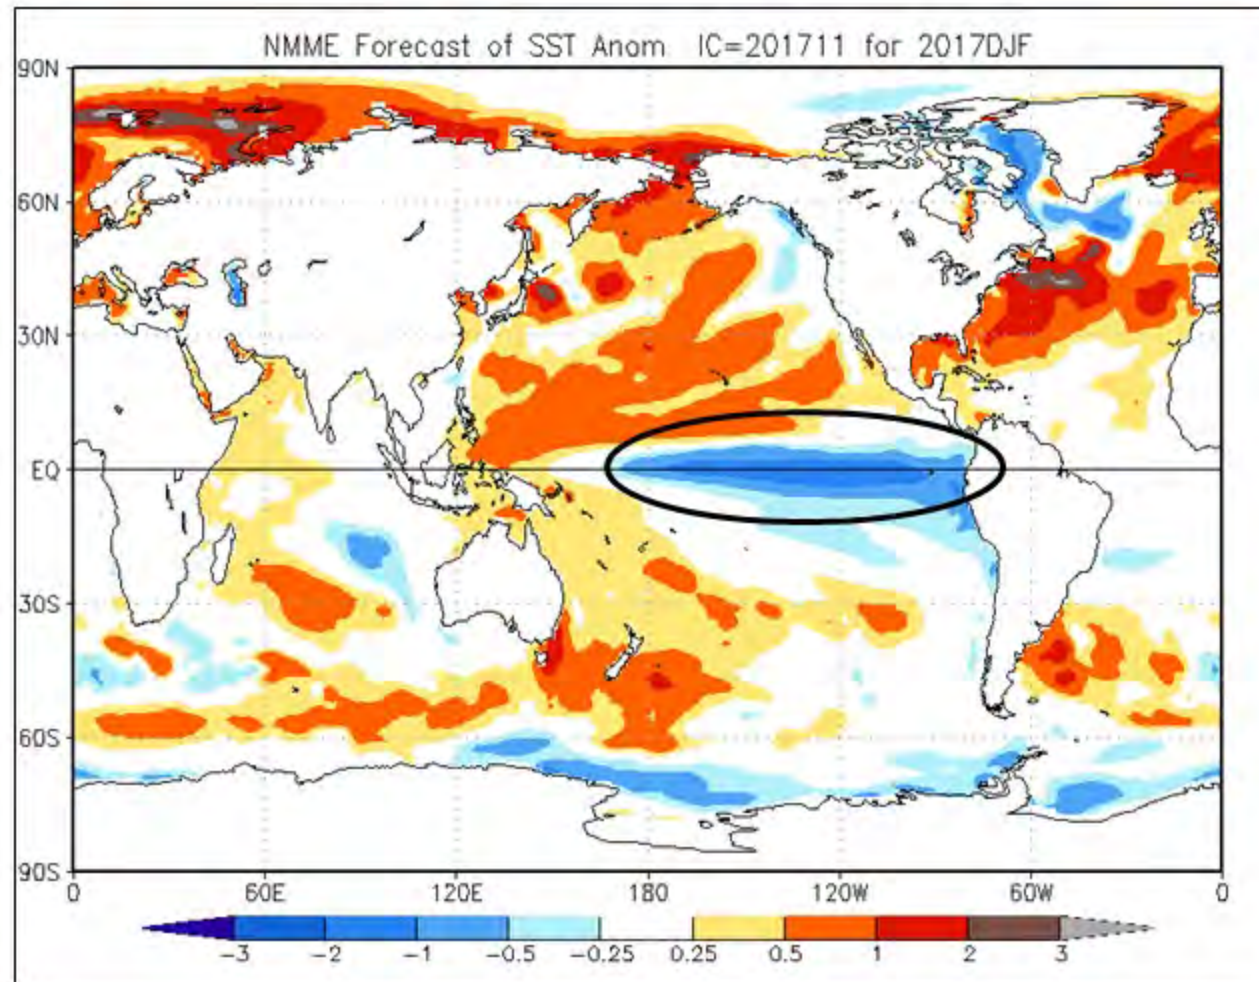 NMME Forecast of SST Anom IC=201711 for 2017DJF
90N
60N
30N
EQ
30S
60S
90S
0 60E 120E 180 120W 60W 0
-3 -2 -1 -0.5 -0.25 0.25 0.5 1 2 3